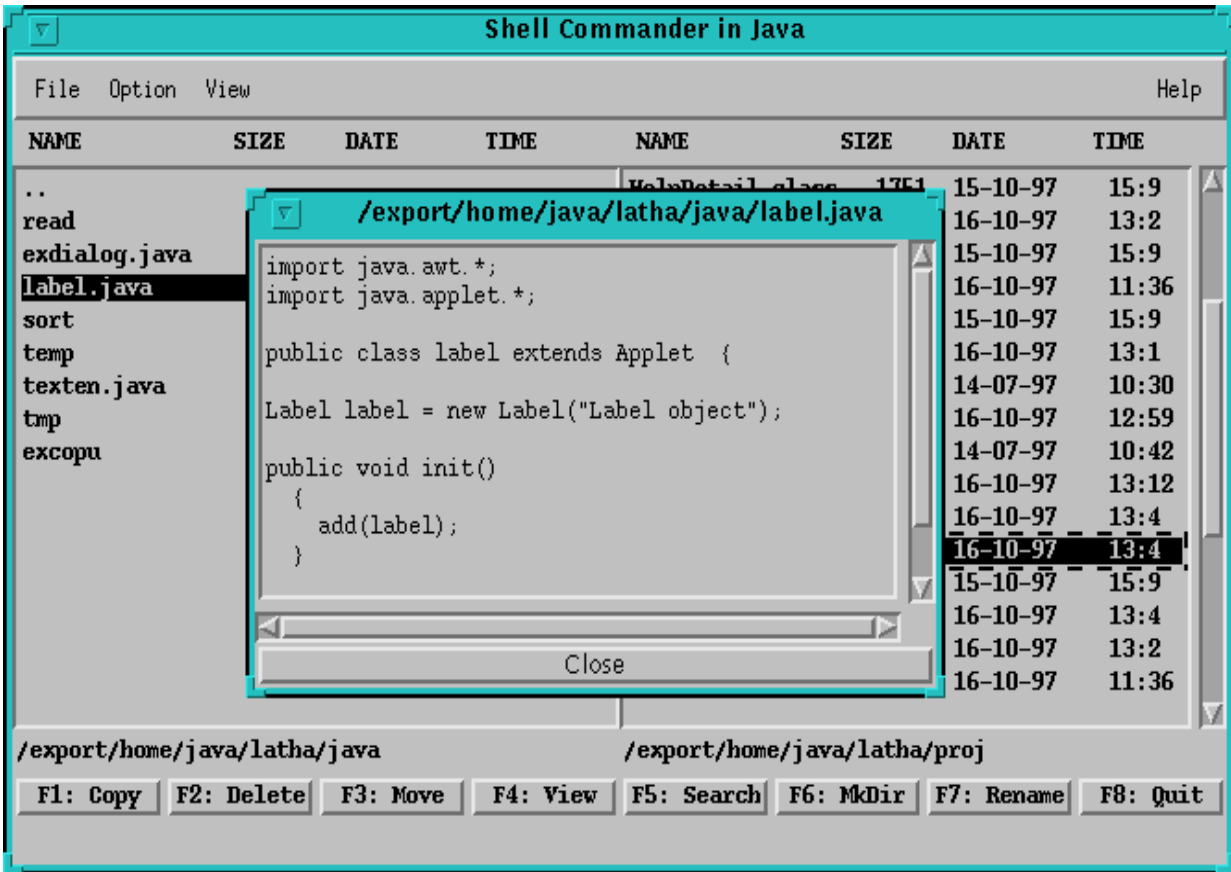 Shell Commander in Java
File Option View Help
NAME SIZE DATE TIME NAME SIZE DATE TIME
..
read
exdialog.java
label.java
sort
temp
texten.java
tmp
excopu
/export/home/java/latha/java/label.java
import java.awt.*;
import java.applet.*;
public class label extends Applet {
Label label = new Label("Label object");
public void init()
{
add(label);
}
Close
HelpDetail.class 1751 15-10-97 15:9
16-10-97 13:2
15-10-97 15:9
16-10-97 11:36
15-10-97 15:9
16-10-97 13:1
14-07-97 10:30
16-10-97 12:59
14-07-97 10:42
16-10-97 13:12
16-10-97 13:4
16-10-97 13:4
15-10-97 15:9
16-10-97 13:4
16-10-97 13:2
16-10-97 11:36
/export/home/java/latha/java /export/home/java/latha/proj
F1: Copy F2: Delete F3: Move F4: View F5: Search F6: MkDir F7: Rename F8: Quit